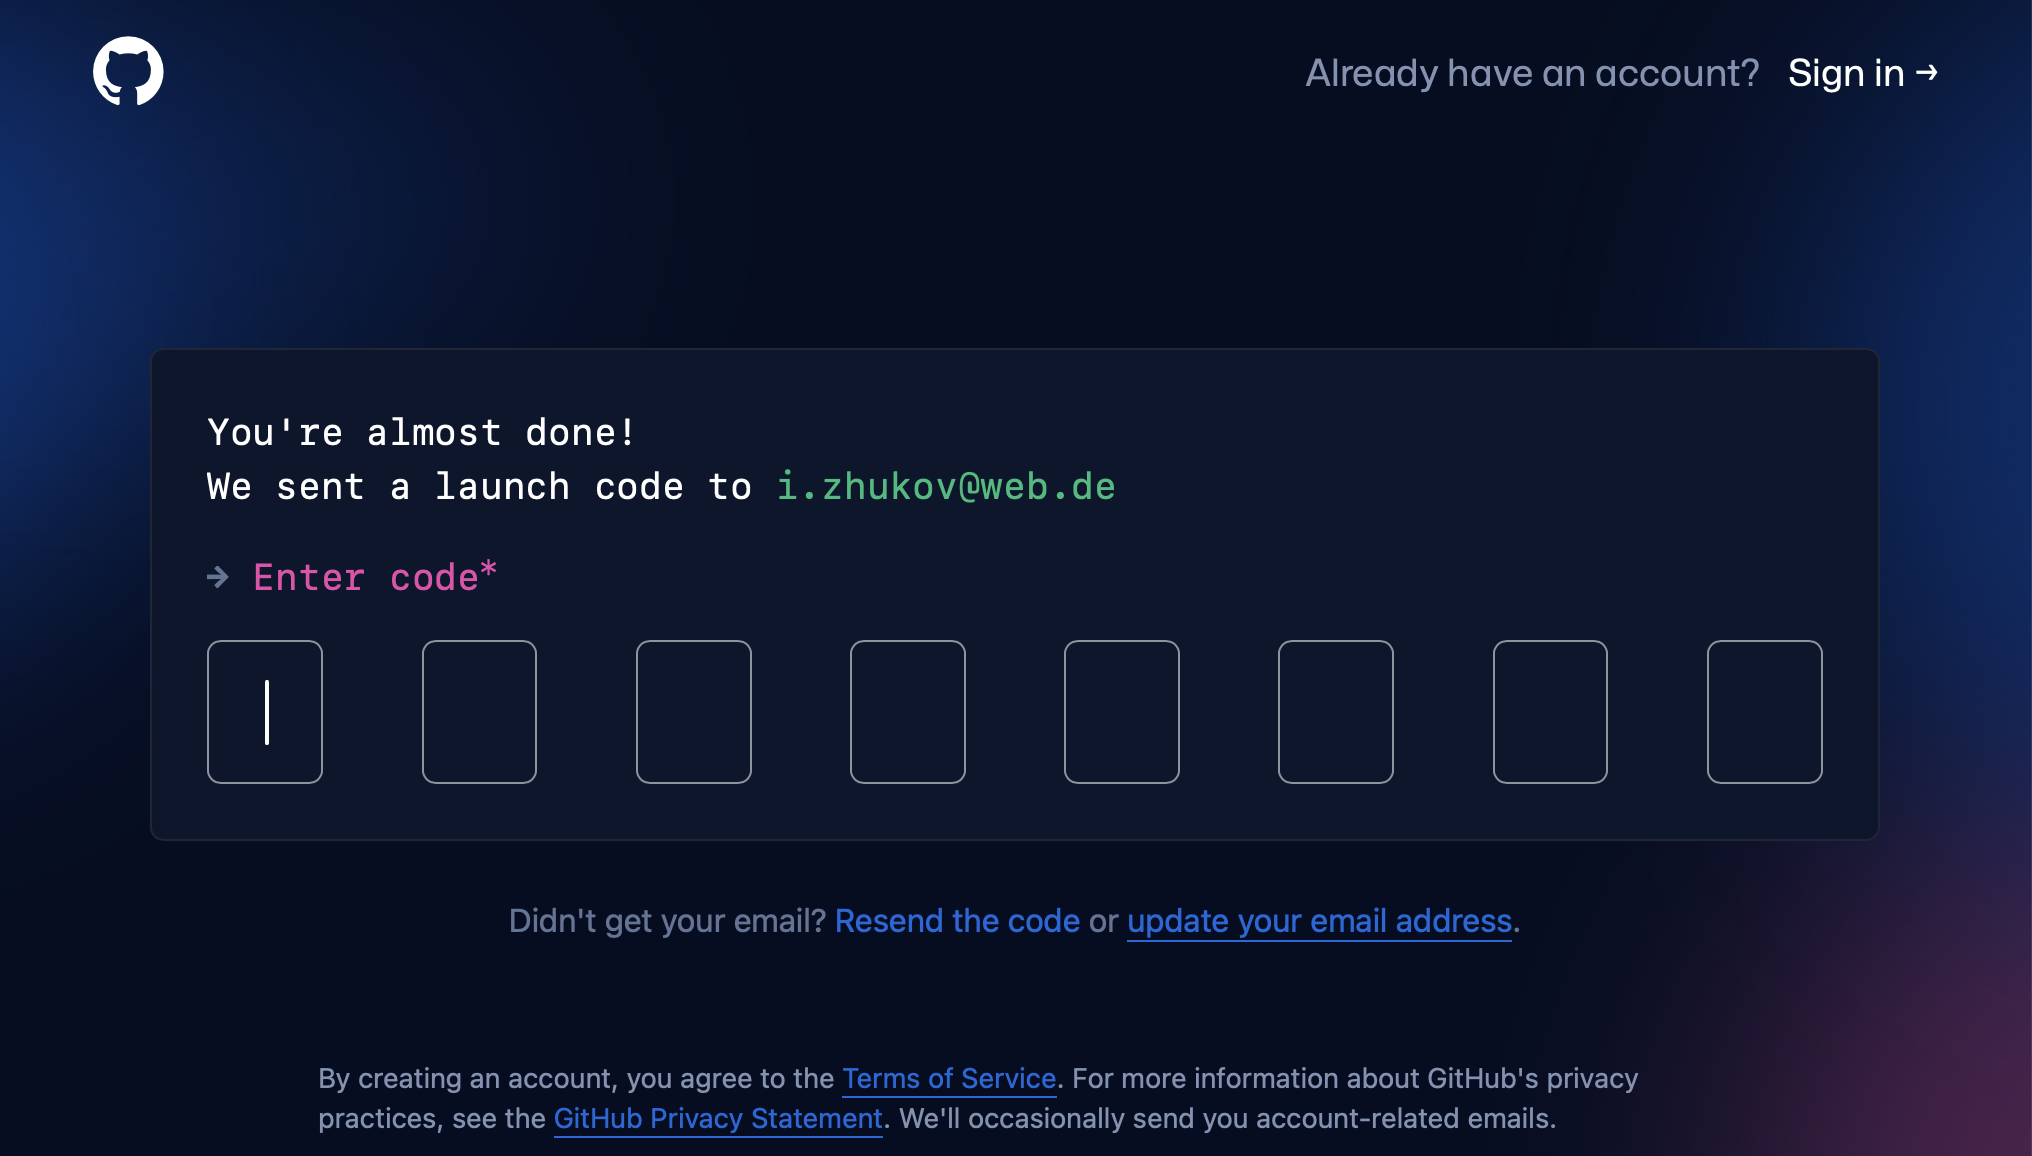 Already have an account? Sign in →
You're almost done!
We sent a launch code to i.zhukov@web.de
→ Enter code*
Didn't get your email? Resend the code or update your email address.
By creating an account, you agree to the Terms of Service. For more information about GitHub's privacy
practices, see the GitHub Privacy Statement. We'll occasionally send you account-related emails.